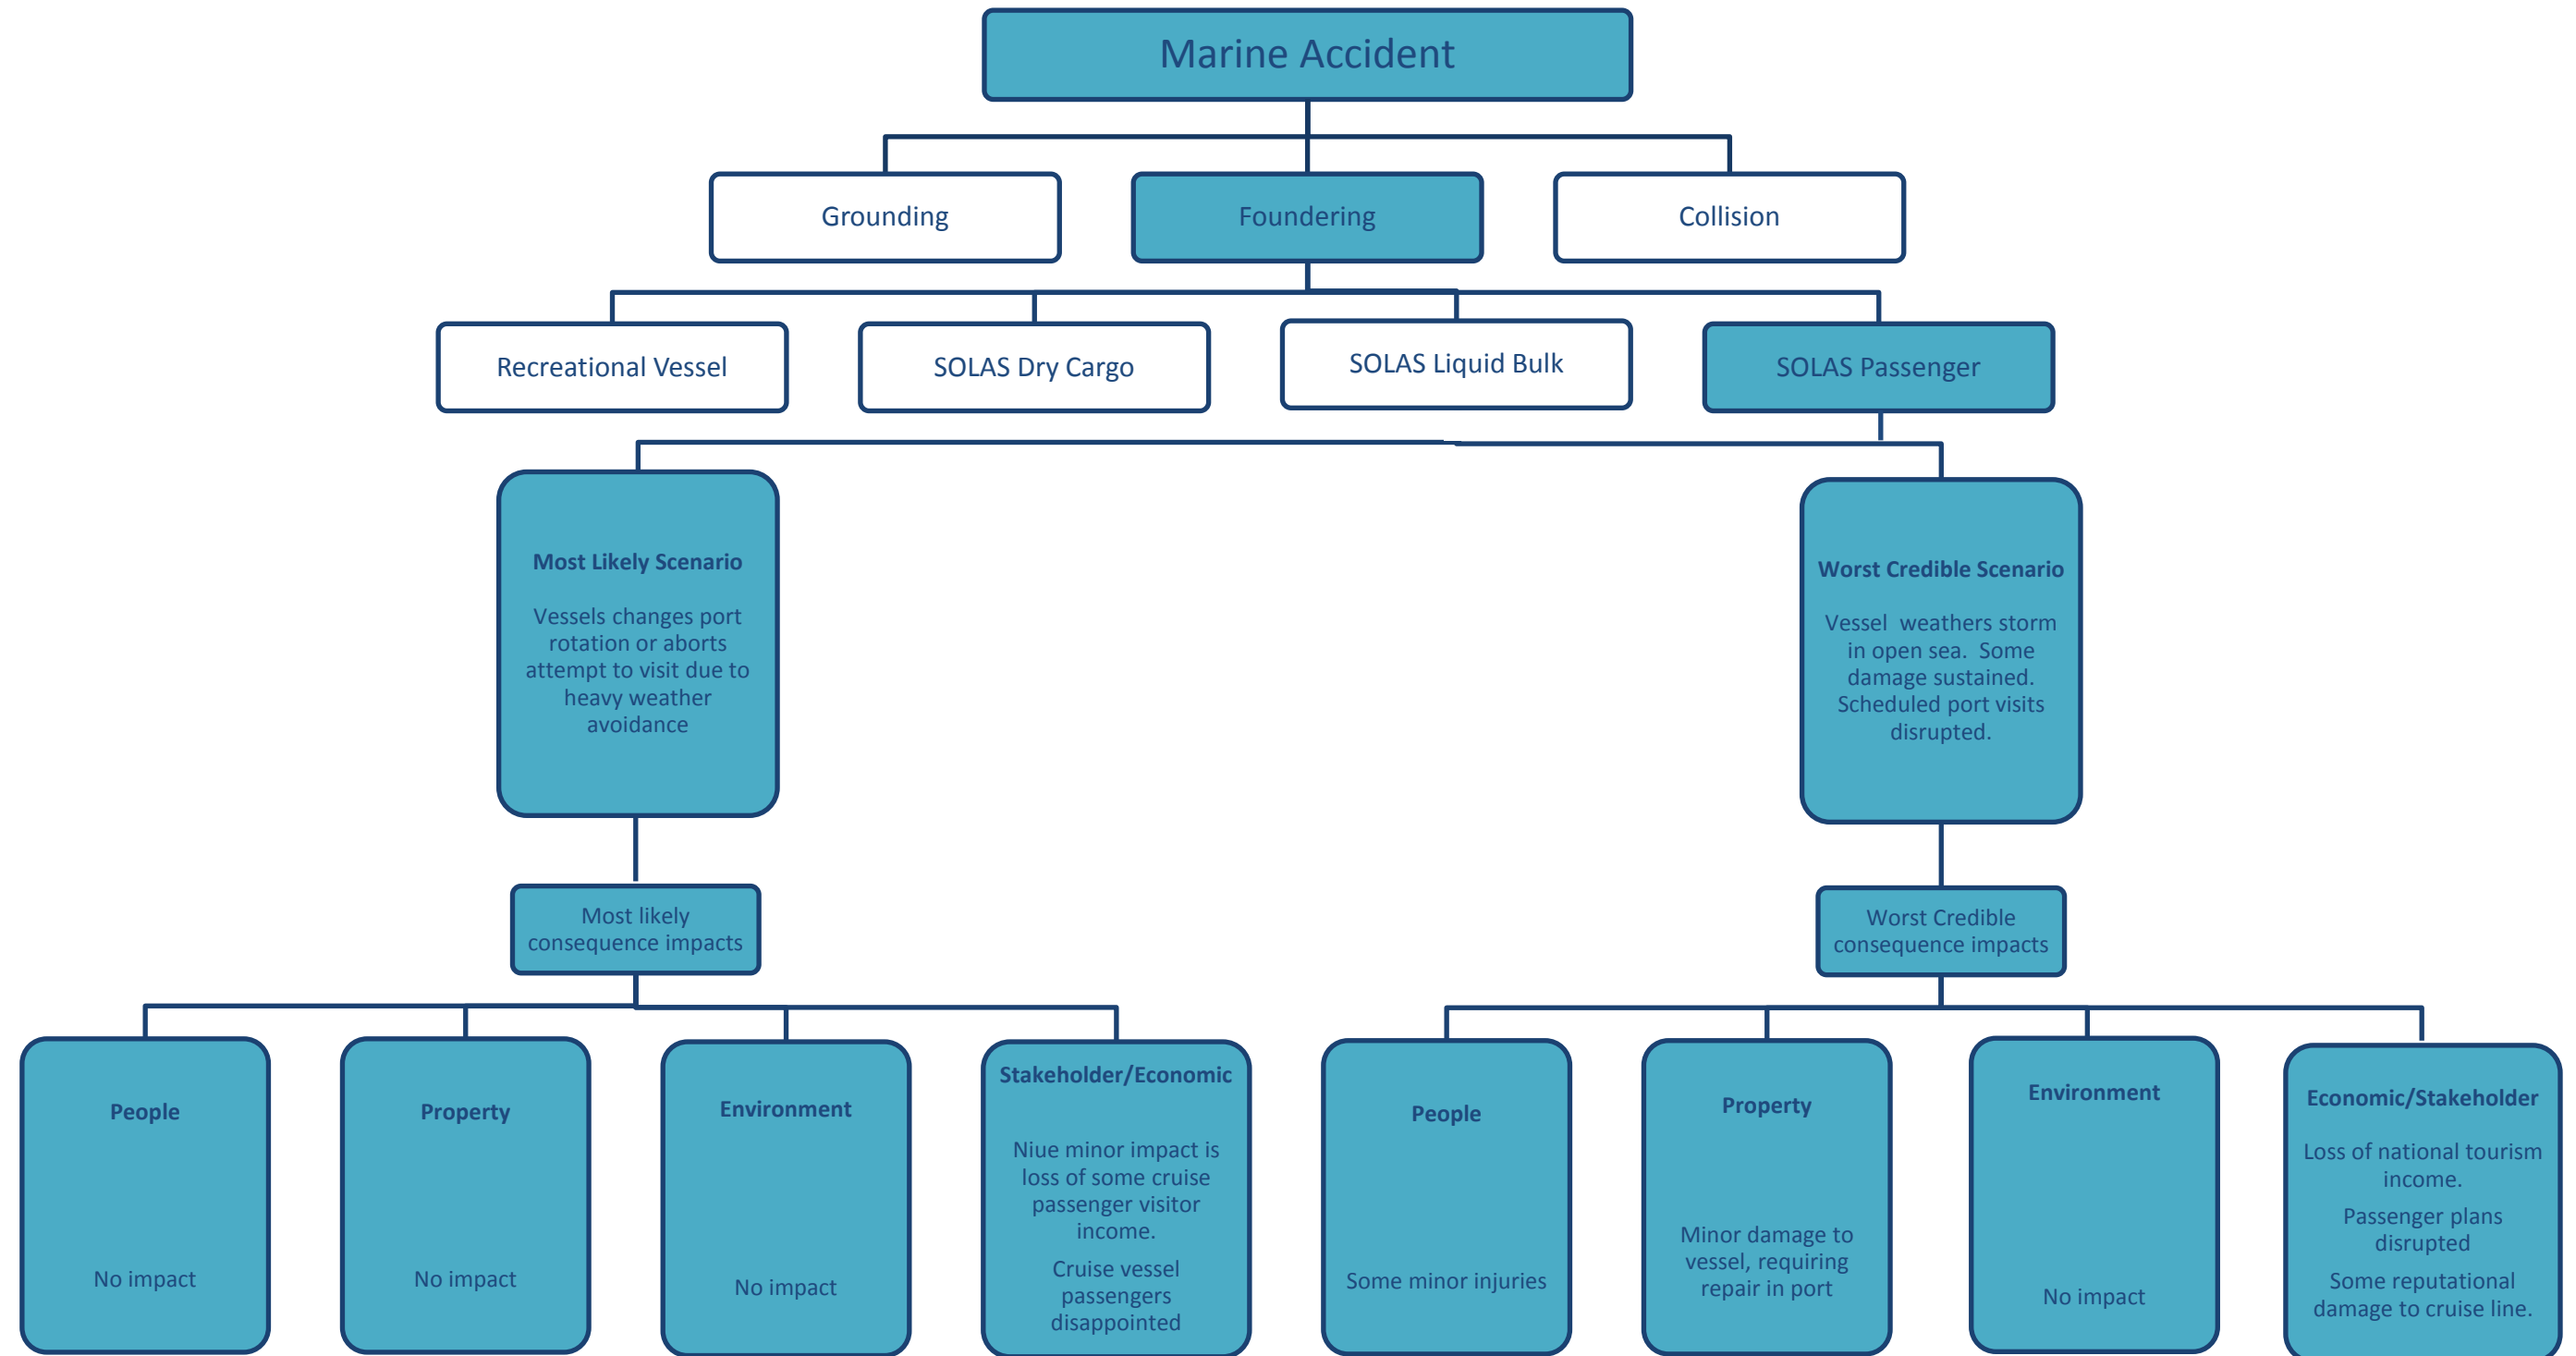 Marine Accident
Grounding
Foundering
Collision
Recreational Vessel
SOLAS Dry Cargo
SOLAS Liquid Bulk
SOLAS Passenger
Most Likely Scenario
Vessels changes port
rotation or aborts
attempt to visit due to
heavy weather
avoidance
Worst Credible Scenario
Vessel weathers storm
in open sea. Some
damage sustained.
Scheduled port visits
disrupted.
Most likely
consequence impacts
Worst Credible
consequence impacts
People
No impact
Property
No impact
Environment
No impact
Stakeholder/Economic
Niue minor impact is
loss of some cruise
passenger visitor
income.
Cruise vessel
passengers
disappointed
People
Some minor injuries
Property
Minor damage to
vessel, requiring
repair in port
Environment
No impact
Economic/Stakeholder
Loss of national tourism
income.
Passenger plans
disrupted
Some reputational
damage to cruise line.